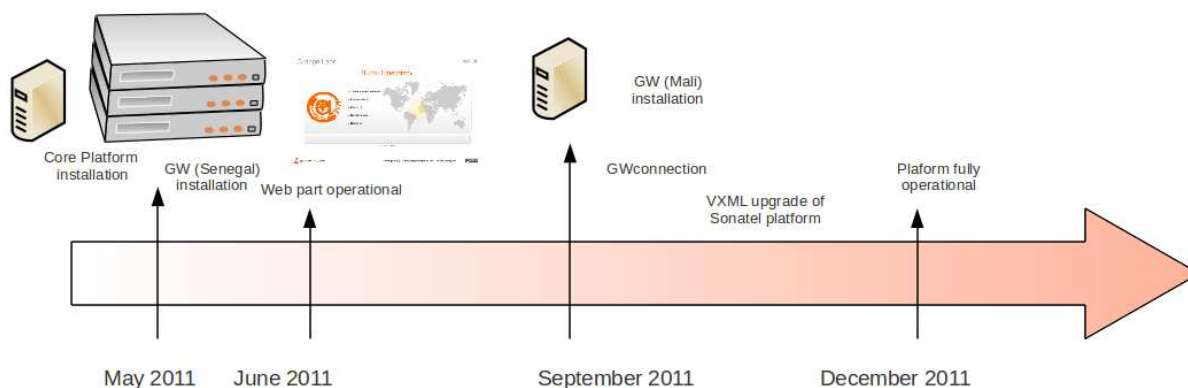 GW (Mali)
installation
Core Platform
installation
GW (Senegal)
installation
Web part operational
GWconnection
VXML upgrade of
Sonatel platform
Plaform fully
operational
May 2011
June 2011
September 2011
December 2011